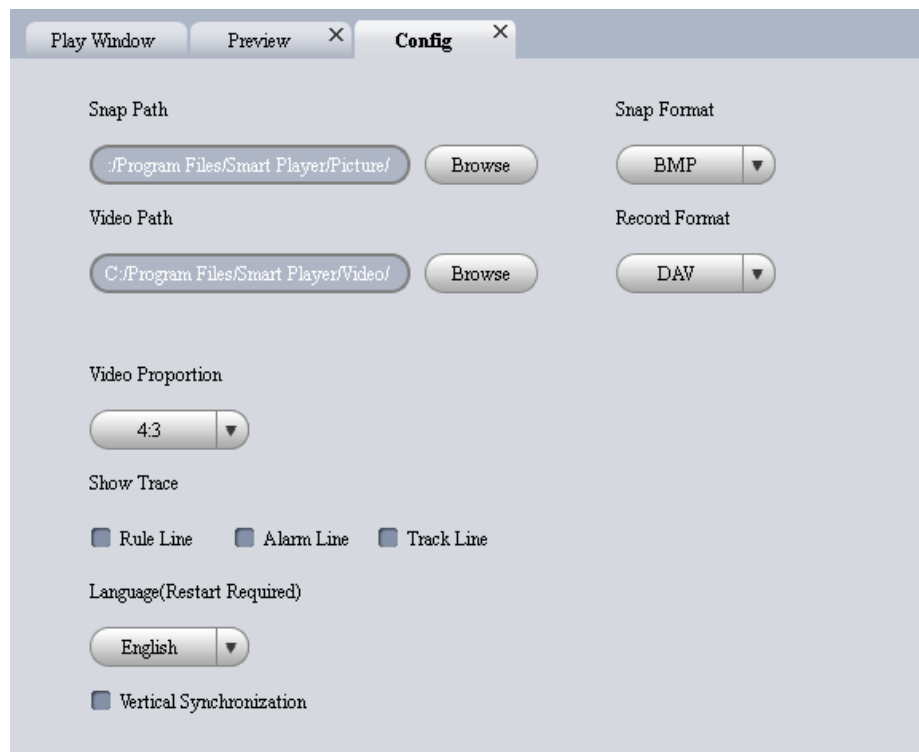 Play Window Preview Config
Snap Path Snap Format
:/Program Files/Smart Player/Picture/ Browse BMP
Video Path Record Format
C:/Program Files/Smart Player/Video/ Browse DAV
Video Proportion
4:3
Show Trace
Rule Line Alarm Line Track Line
Language(Restart Required)
English
Vertical Synchronization